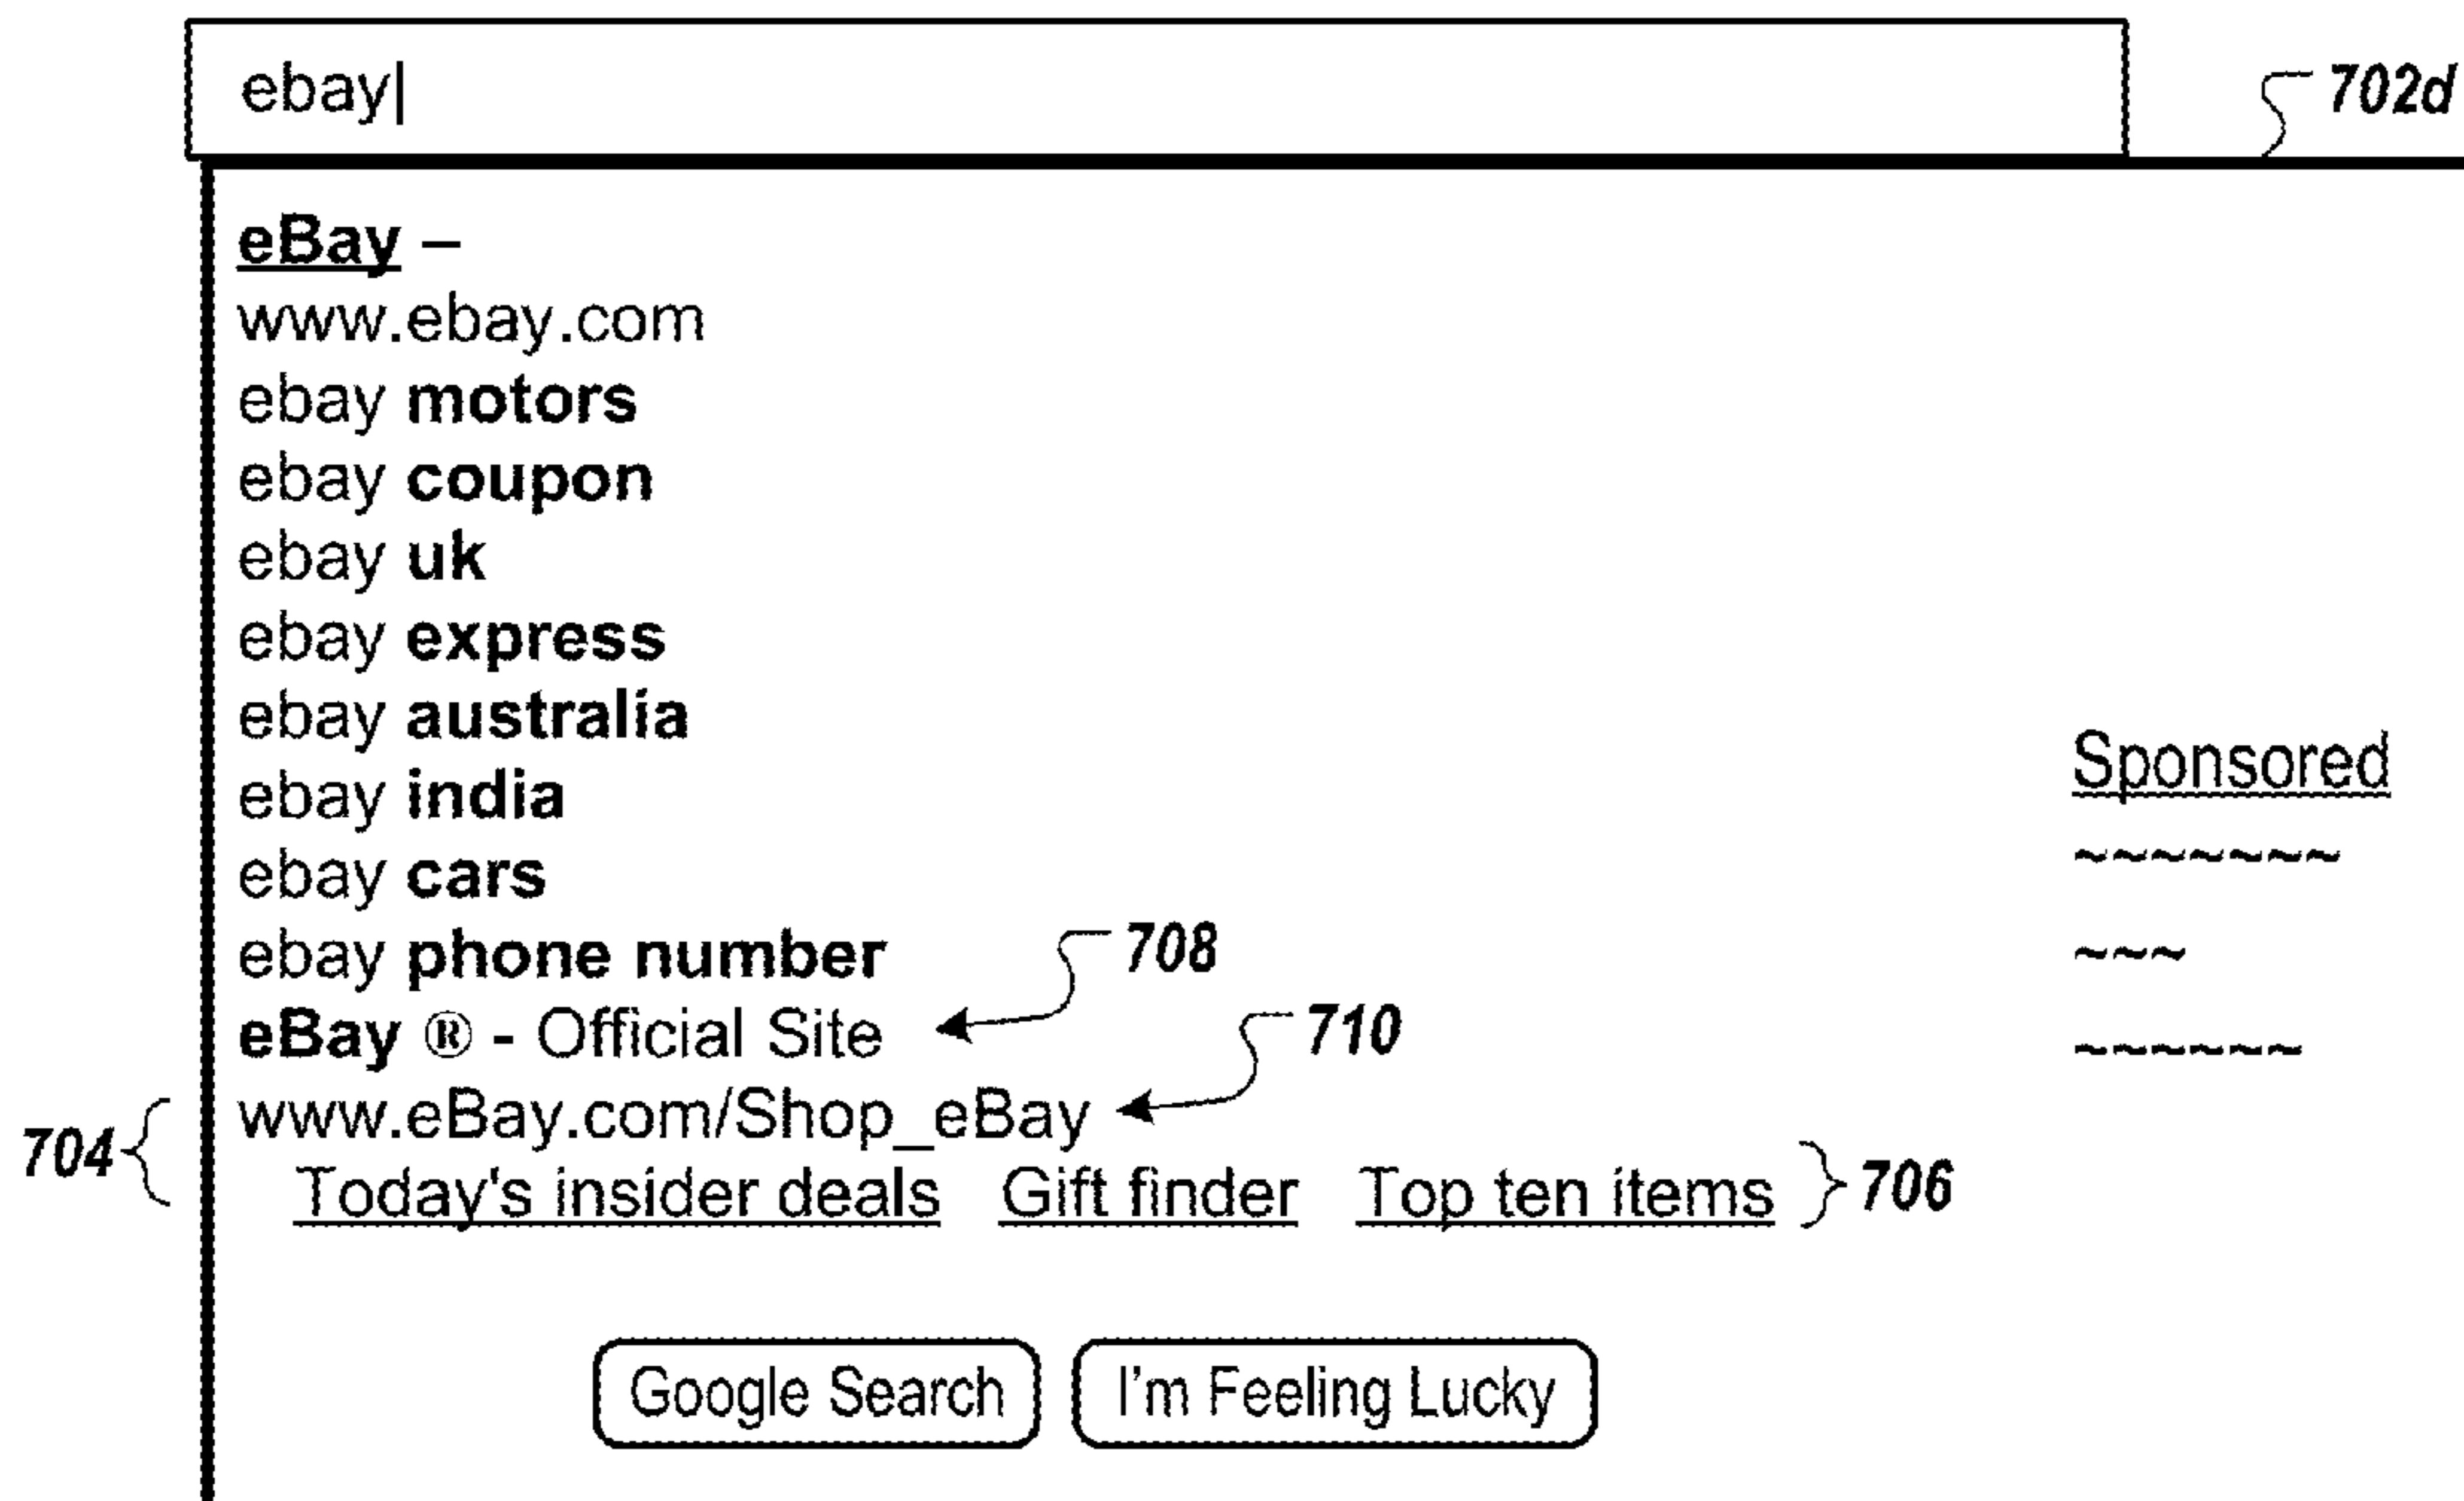 ebay|
702d
eBay –
www.ebay.com
ebay motors
ebay coupon
ebay uk
ebay express
ebay australia
ebay india
ebay cars
ebay phone number
708
eBay ® - Official Site
710
www.eBay.com/Shop_eBay
704
Today's insider deals Gift finder Top ten items
706
Sponsored
~~~~~~~
~~~
~~~~~~
Google Search
I'm Feeling Lucky